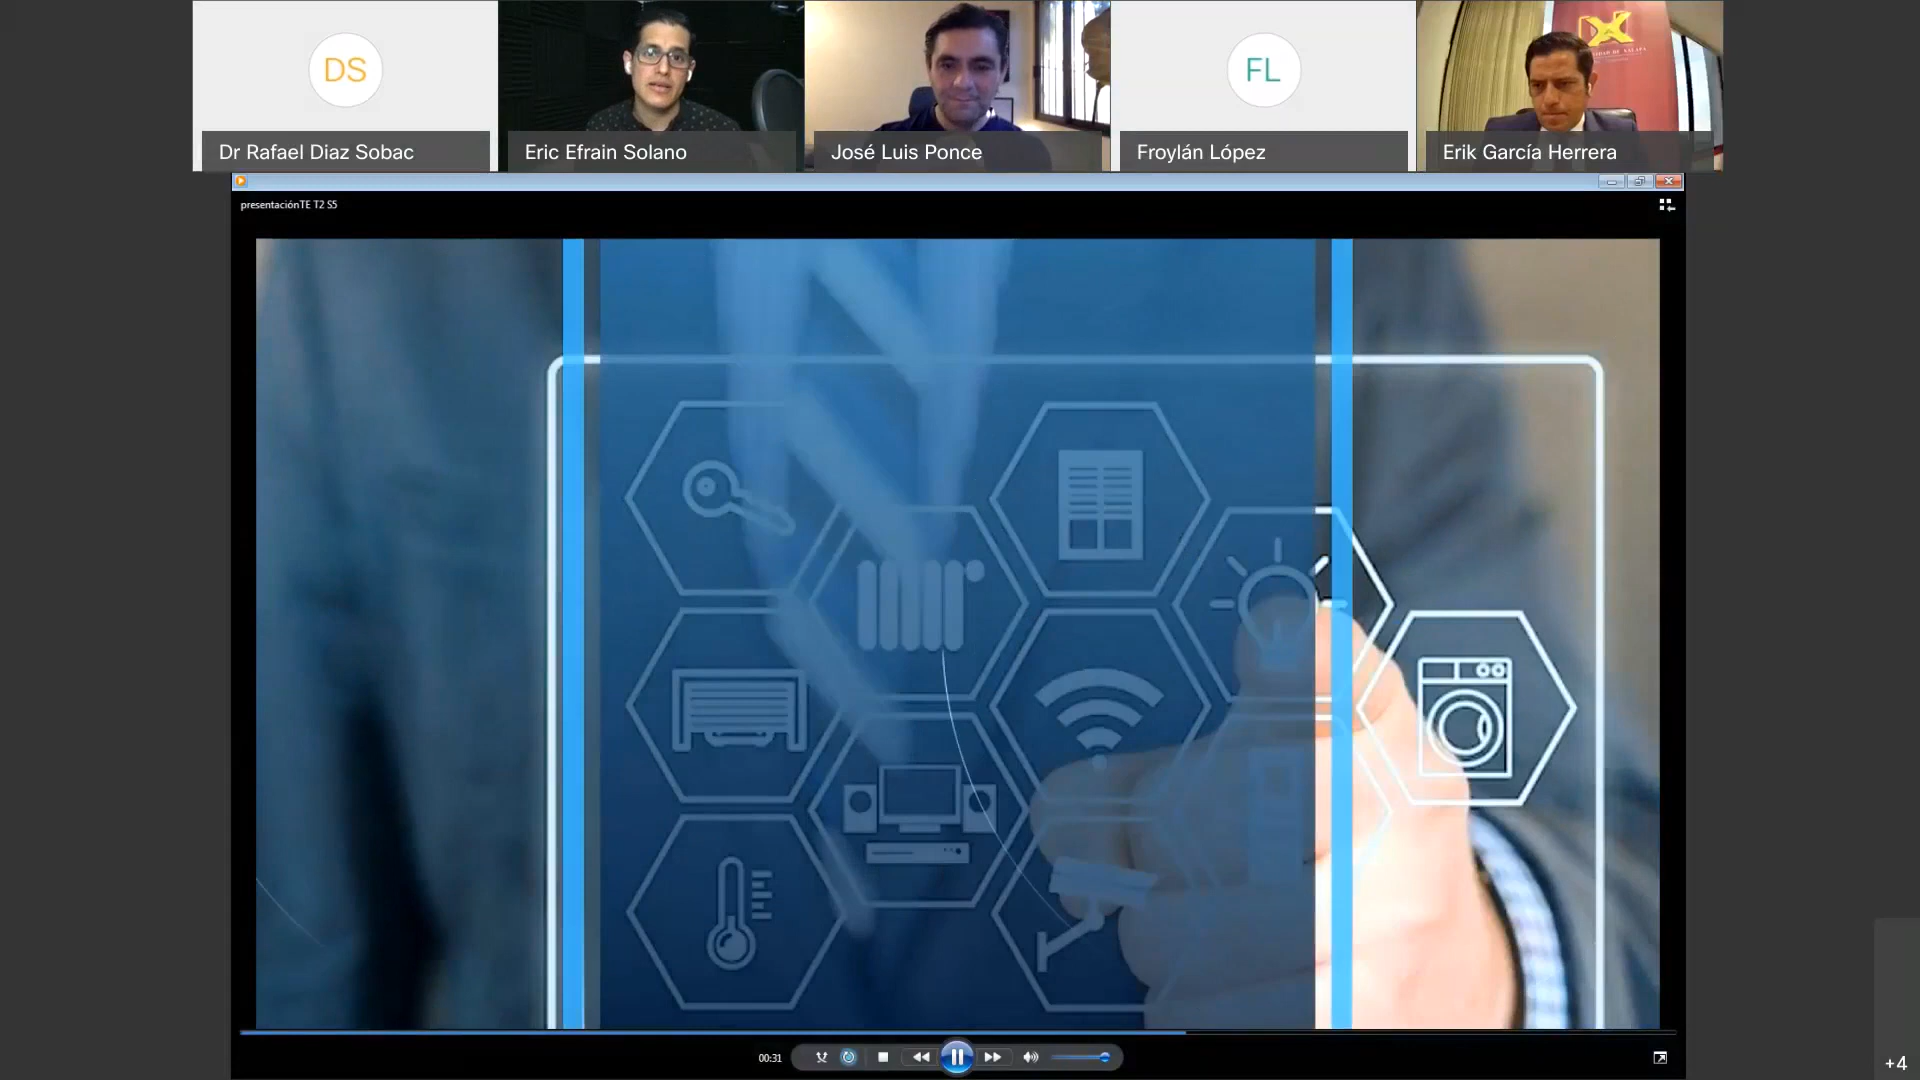 DS
FL
Dr Rafael Diaz Sobac
Eric Efrain Solano
José Luis Ponce
Froylán López
Erik García Herrera
presentaciónTE T2 S5
00:31
+4